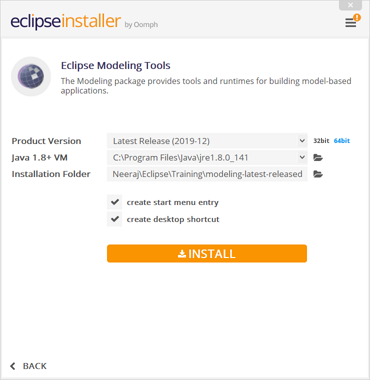 eclipseinstaller by Oomph
!
Eclipse Modeling Tools
The Modeling package provides tools and runtimes for building model-based
applications.
Product Version Latest Release (2019-12) 32bit 64bit
Java 1.8+ VM C:\Program Files\Java\jre1.8.0_141
Installation Folder Neeraj\Eclipse\Training\modeling-latest-released
create start menu entry
create desktop shortcut
INSTALL
BACK